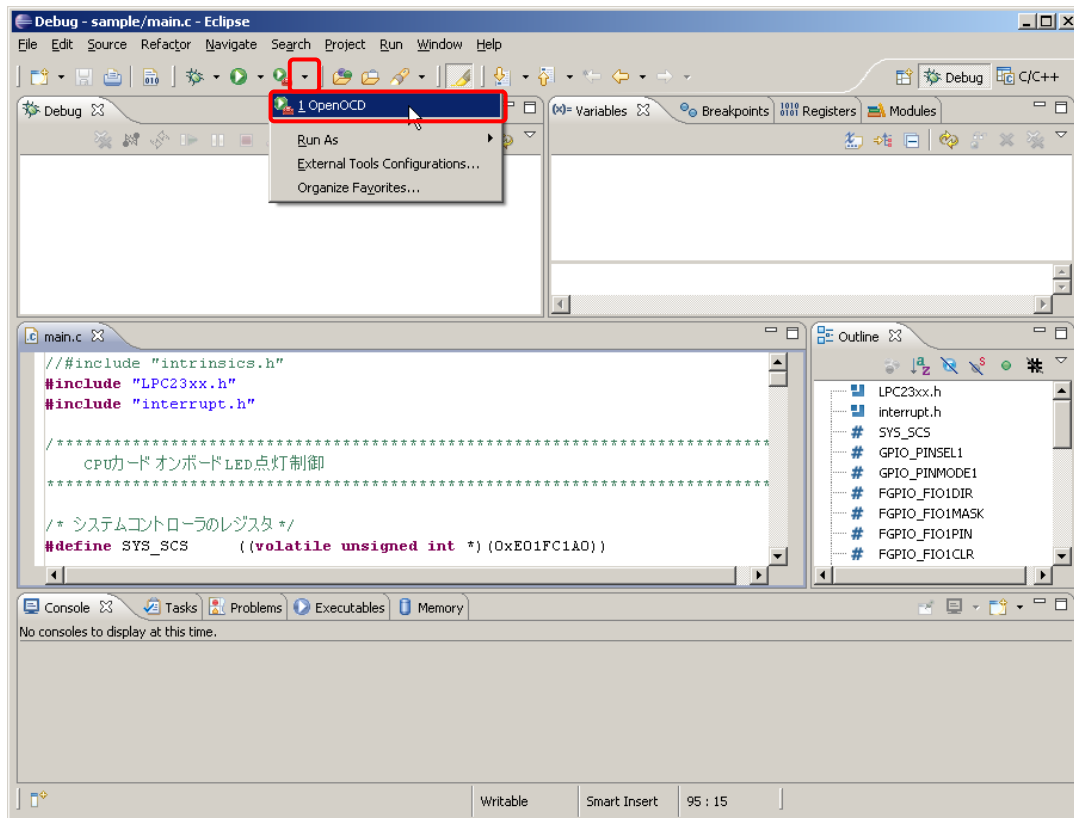 Debug - sample/main.c - Eclipse
File Edit Source Refactor Navigate Search Project Run Window Help
Debug C/C++
Debug
1 OpenOCD
Run As
External Tools Configurations...
Organize Favorites...
(x)= Variables Breakpoints 1010 0101 Registers Modules
main.c
//#include "intrinsics.h"
#include "LPC23xx.h"
#include "interrupt.h"
/***************************************************************************
CPUカード オンボードLED点灯制御
***************************************************************************
/* システムコントローラのレジスタ */
#define SYS_SCS ((volatile unsigned int *)(0xE01FC1A0))
Outline
LPC23xx.h
interrupt.h
SYS_SCS
GPIO_PINSEL1
GPIO_PINMODE1
FGPIO_FIO1DIR
FGPIO_FIO1MASK
FGPIO_FIO1PIN
FGPIO_FIO1CLR
Console Tasks Problems Executables Memory
No consoles to display at this time.
Writable Smart Insert 95 : 15